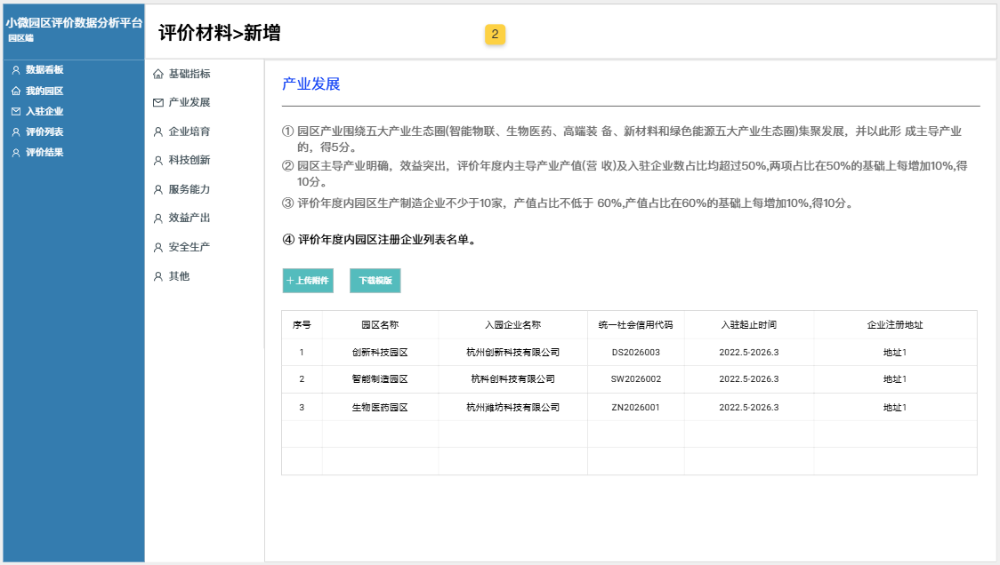 小微园区评价数据分析平台
园区端
数据看板
我的园区
入驻企业
评价列表
评价结果
评价材料>新增
2
基础指标
产业发展
企业培育
科技创新
服务能力
效益产出
安全生产
其他
产业发展
① 园区产业围绕五大产业生态圈(智能物联、生物医药、高端装 备、新材料和绿色能源五大产业生态圈)集聚发展，并以此形 成主导产业
的，得5分。
② 园区主导产业明确，效益突出，评价年度内主导产业产值(营 收)及入驻企业数占比均超过50%,两项占比在50%的基础上每增加10%,得
10分。
③ 评价年度内园区生产制造企业不少于10家，产值占比不低于 60%,产值占比在60%的基础上每增加10%,得10分。
④ 评价年度内园区注册企业列表名单。
+上传附件 下载模版
序号 园区名称 入园企业名称 统一社会信用代码 入驻起止时间 企业注册地址
1 创新科技园区 杭州创新科技有限公司 DS2026003 2022.5-2026.3 地址1
2 智能制造园区 杭科创科技有限公司 SW2026002 2022.5-2026.3 地址1
3 生物医药园区 杭州潍坊科技有限公司 ZN2026001 2022.5-2026.3 地址1